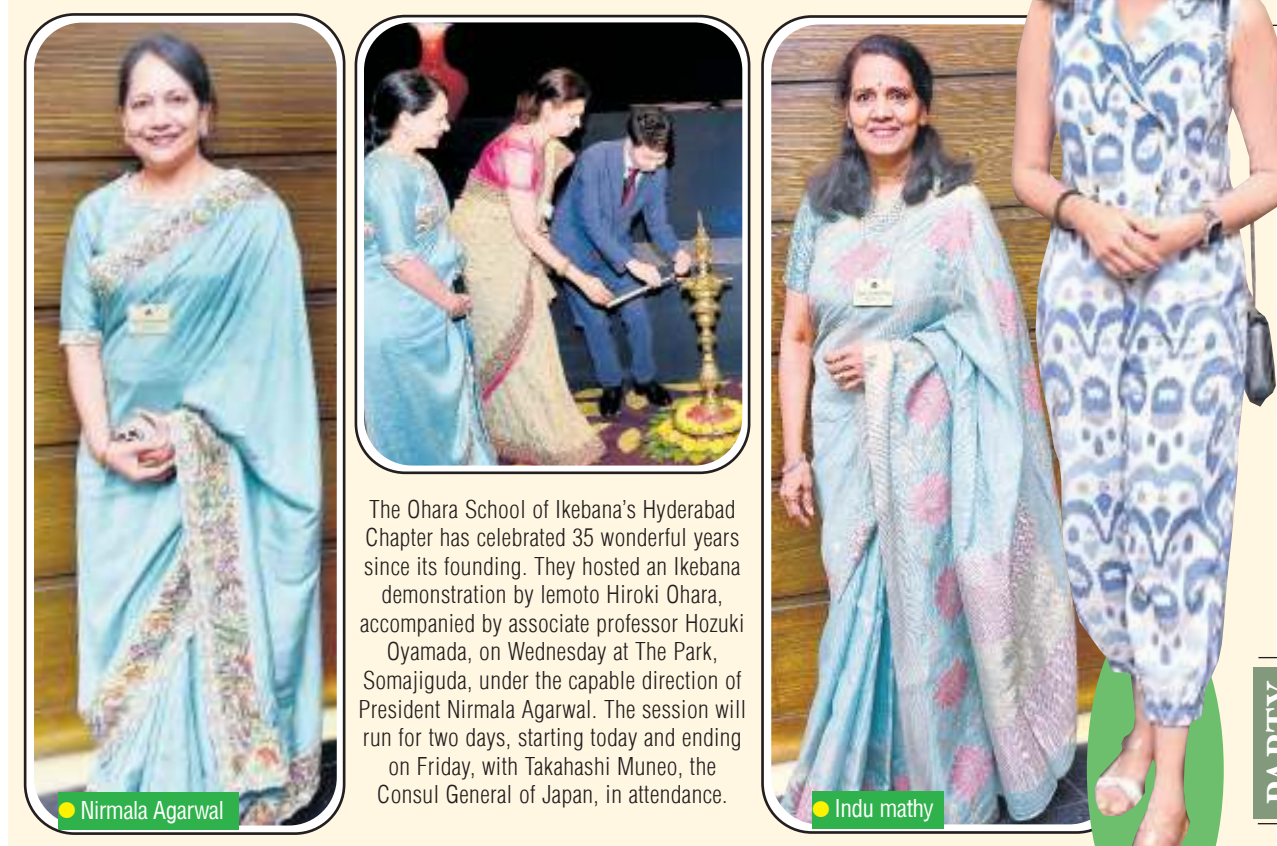 The Ohara School of Ikebana's Hyderabad
Chapter has celebrated 35 wonderful years
since its founding. They hosted an Ikebana
demonstration by Iemoto Hiroki Ohara,
accompanied by associate professor Hozuki
Oyamada, on Wednesday at The Park,
Somajiguda, under the capable direction of
President Nirmala Agarwal. The session will
run for two days, starting today and ending
on Friday, with Takahashi Muneo, the
Consul General of Japan, in attendance.
Nirmala Agarwal
Indu mathy
PARTY